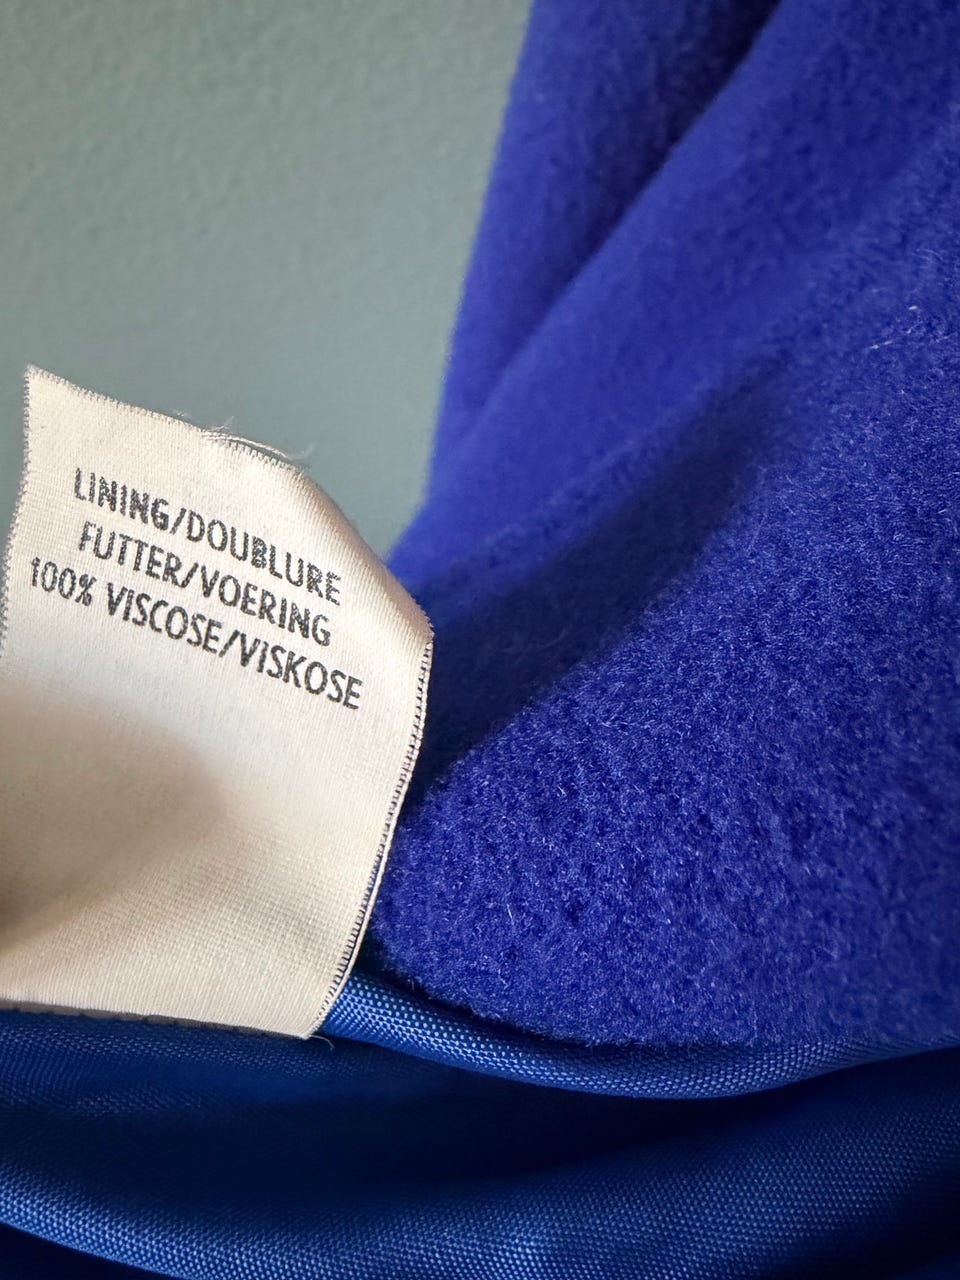 LINING/DOUBLURE
FUTTER/VOERING
100% VISCOSE/VISKOSE